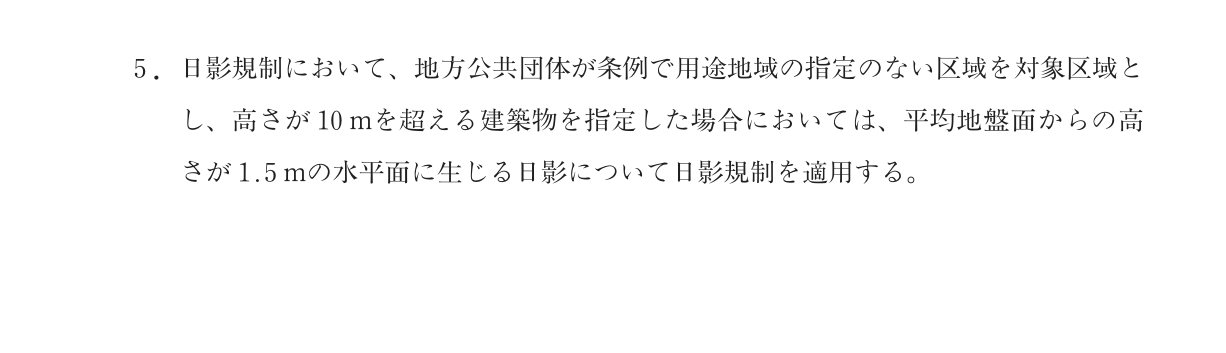 5．日影規制において、地方公共団体が条例で用途地域の指定のない区域を対象区域と
し、高さが 10 mを超える建築物を指定した場合においては、平均地盤面からの高
さが 1.5 mの水平面に生じる日影について日影規制を適用する。